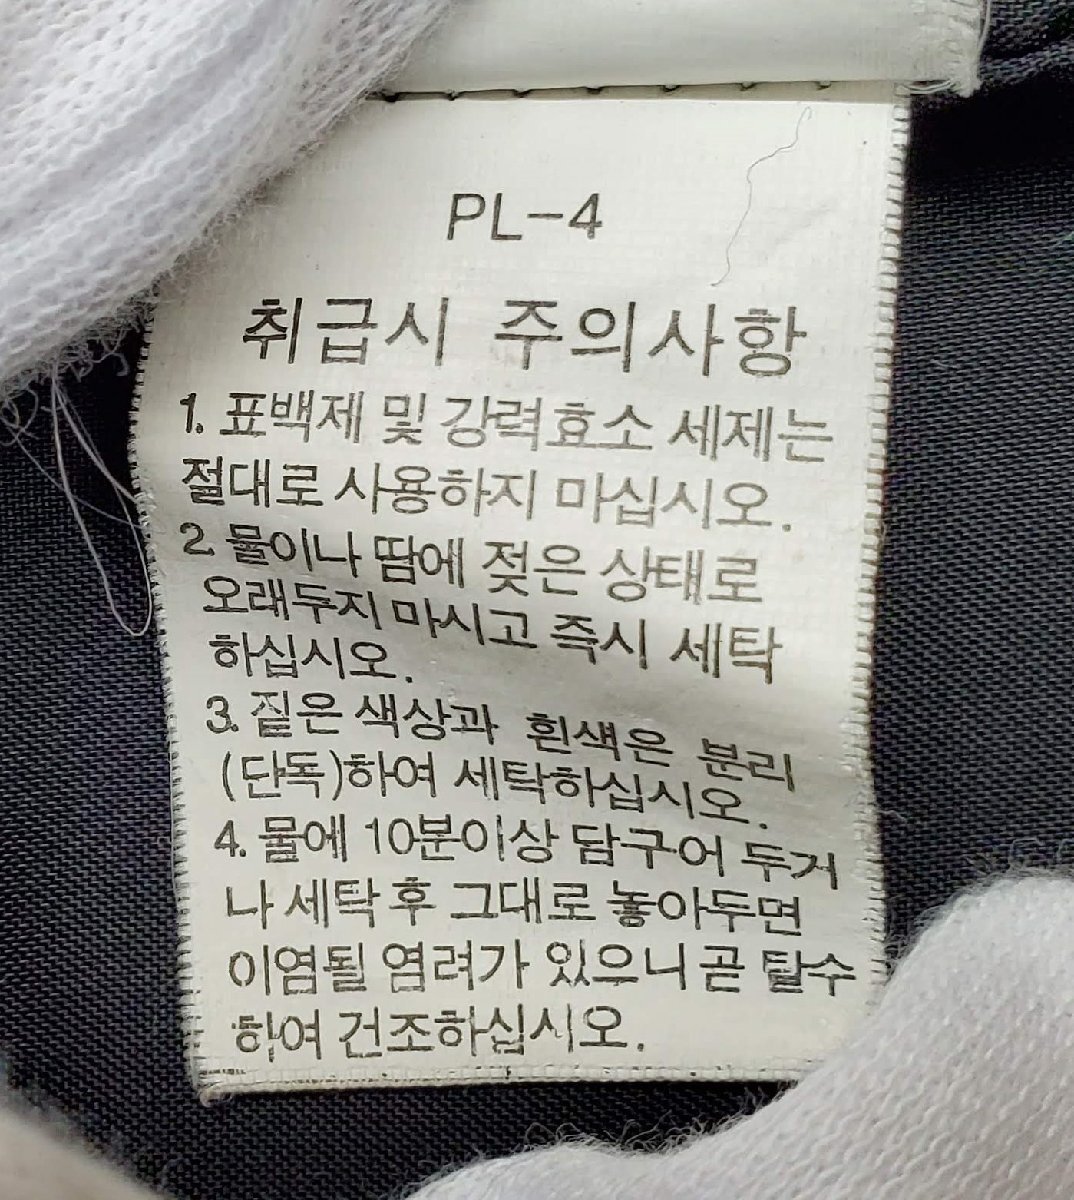 PL-4
취급시 주의사항
1. 표백제 및 강력효소 세제는
절대로 사용하지 마십시오.
2. 물이나 땀에 젖은 상태로
오래두지 마시고 즉시 세탁
하십시오.
3. 짙은 색상과 흰색은 분리
(단독)하여 세탁하십시오.
4. 물에 10분이상 담구어 두거
나 세탁 후 그대로 놓아두면
이염될 염려가 있으니 곧 탈수
하여 건조하십시오.